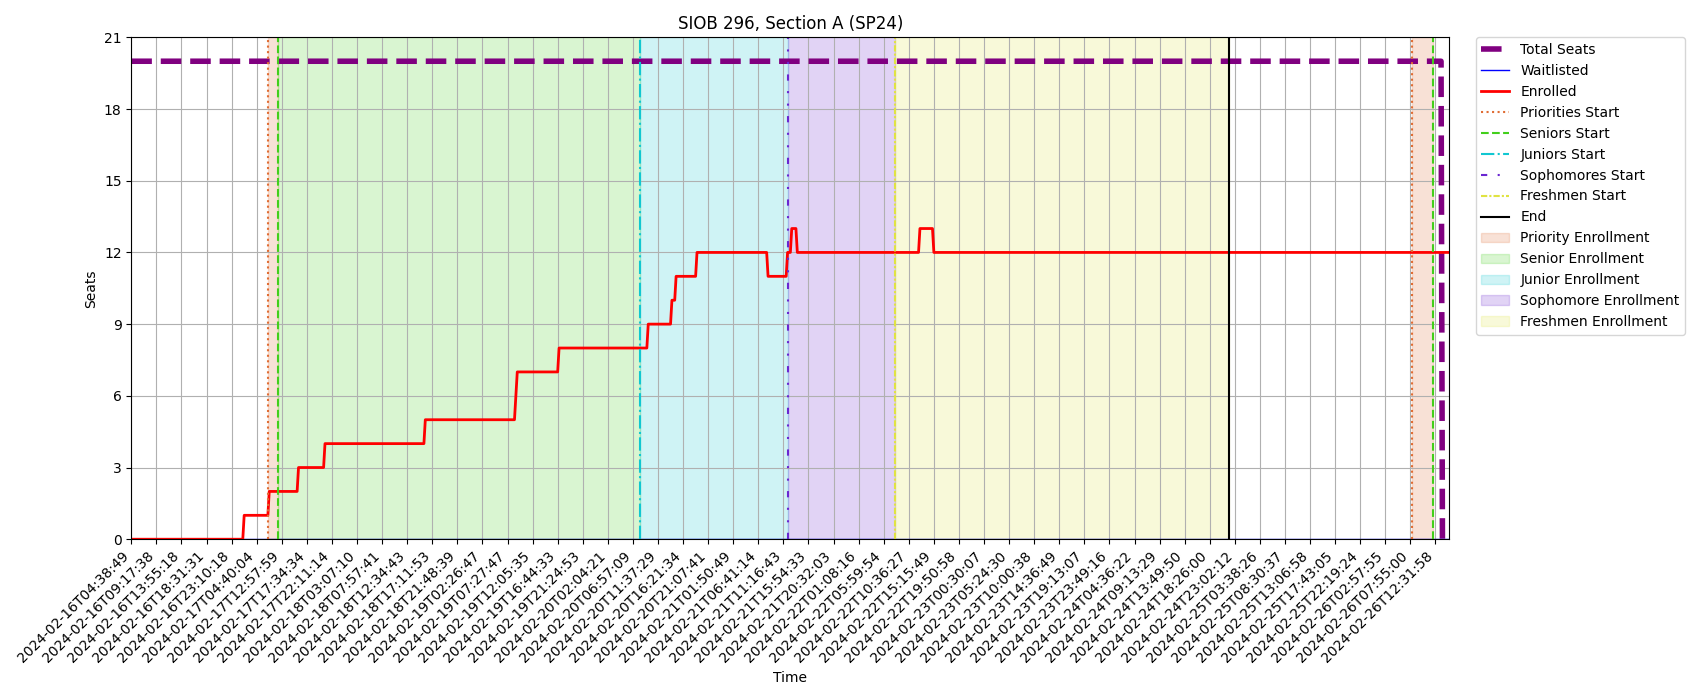 SIOB 296, Section A (SP24)
Seats
21
18
15
12
9
6
3
0
2024-02-16T04:38:49
2024-02-16T09:17:38
2024-02-16T13:55:18
2024-02-16T18:31:31
2024-02-16T23:10:18
2024-02-17T04:40:04
2024-02-17T12:57:59
2024-02-17T17:34:34
2024-02-17T22:11:14
2024-02-18T03:07:10
2024-02-18T07:57:41
2024-02-18T12:34:43
2024-02-18T17:11:53
2024-02-18T21:48:39
2024-02-19T02:26:47
2024-02-19T07:27:47
2024-02-19T12:05:35
2024-02-19T16:44:33
2024-02-19T21:24:53
2024-02-20T02:04:21
2024-02-20T06:57:09
2024-02-20T11:37:29
2024-02-20T16:21:34
2024-02-20T21:07:41
2024-02-21T01:50:49
2024-02-21T06:41:14
2024-02-21T11:16:43
2024-02-21T15:54:33
2024-02-21T20:32:03
2024-02-22T01:08:16
2024-02-22T05:59:54
2024-02-22T10:36:27
2024-02-22T15:15:49
2024-02-22T19:50:58
2024-02-23T00:30:07
2024-02-23T05:24:30
2024-02-23T10:00:38
2024-02-23T14:36:49
2024-02-23T19:13:07
2024-02-23T23:49:16
2024-02-24T04:36:22
2024-02-24T09:13:29
2024-02-24T13:49:50
2024-02-24T18:26:00
2024-02-24T23:02:12
2024-02-25T03:38:26
2024-02-25T08:30:37
2024-02-25T13:06:58
2024-02-25T17:43:05
2024-02-25T22:19:24
2024-02-26T02:57:55
2024-02-26T07:55:00
2024-02-26T12:31:58
Time
Total Seats
Waitlisted
Enrolled
Priorities Start
Seniors Start
Juniors Start
Sophomores Start
Freshmen Start
End
Priority Enrollment
Senior Enrollment
Junior Enrollment
Sophomore Enrollment
Freshmen Enrollment